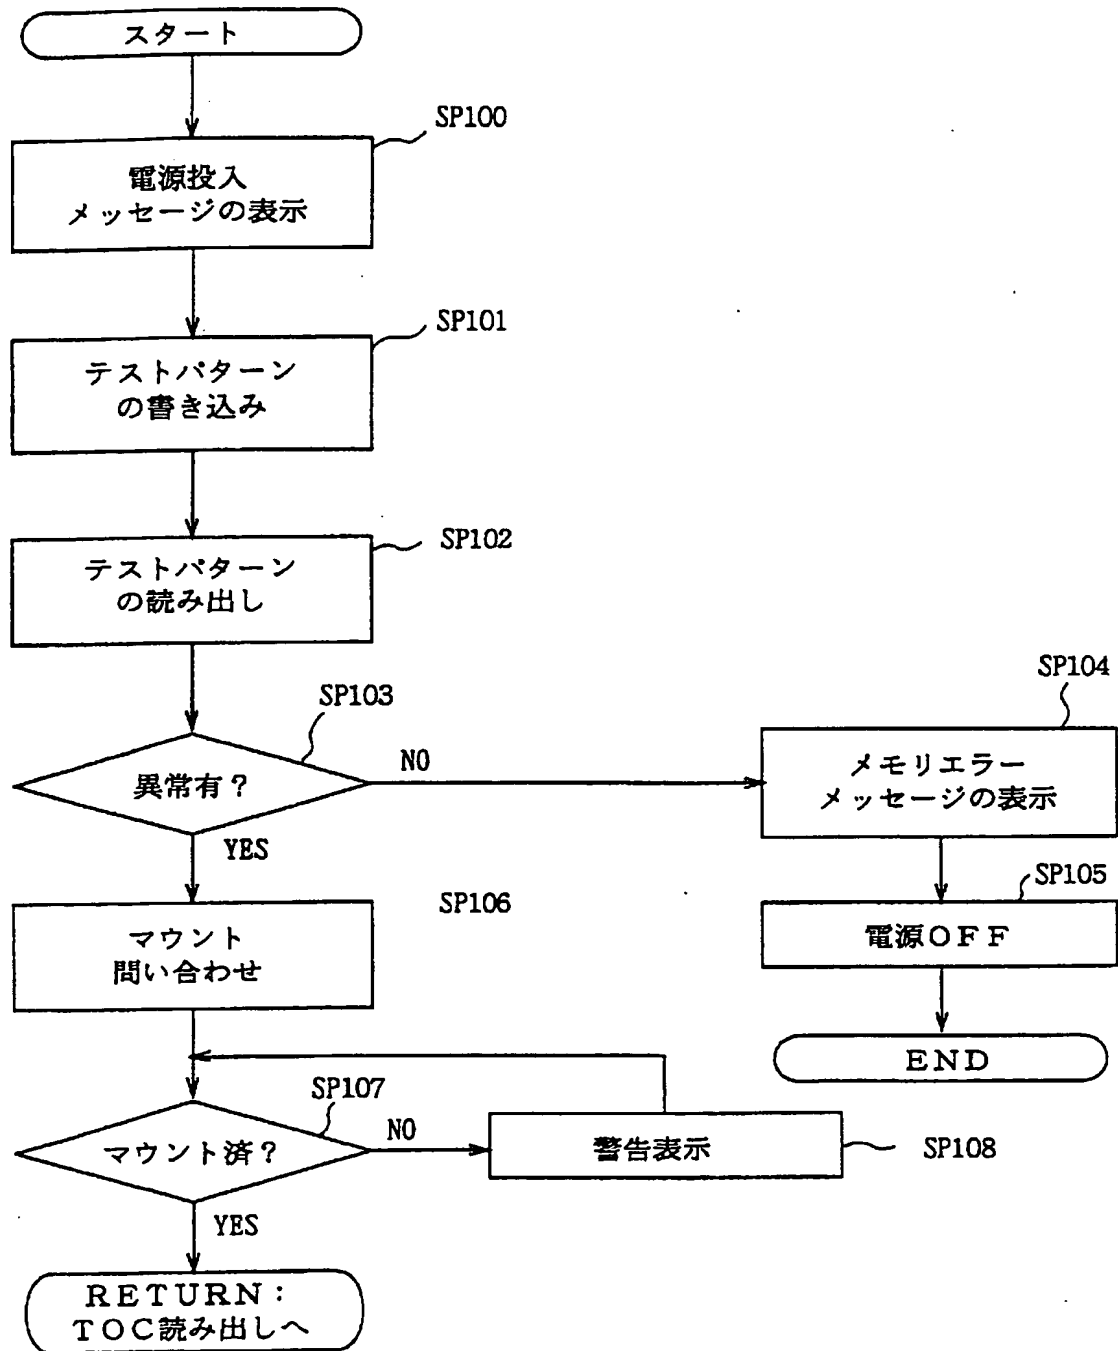 スタート
SP100
電源投入
メッセージの表示
SP101
テストパターン
の書き込み
SP102
テストパターン
の読み出し
SP103
異常有?
NO
YES
SP104
メモリエラー
メッセージの表示
SP105
電源OFF
END
SP106
マウント
問い合わせ
SP107
マウント済?
NO
YES
警告表示
SP108
RETURN:
TOC読み出しへ